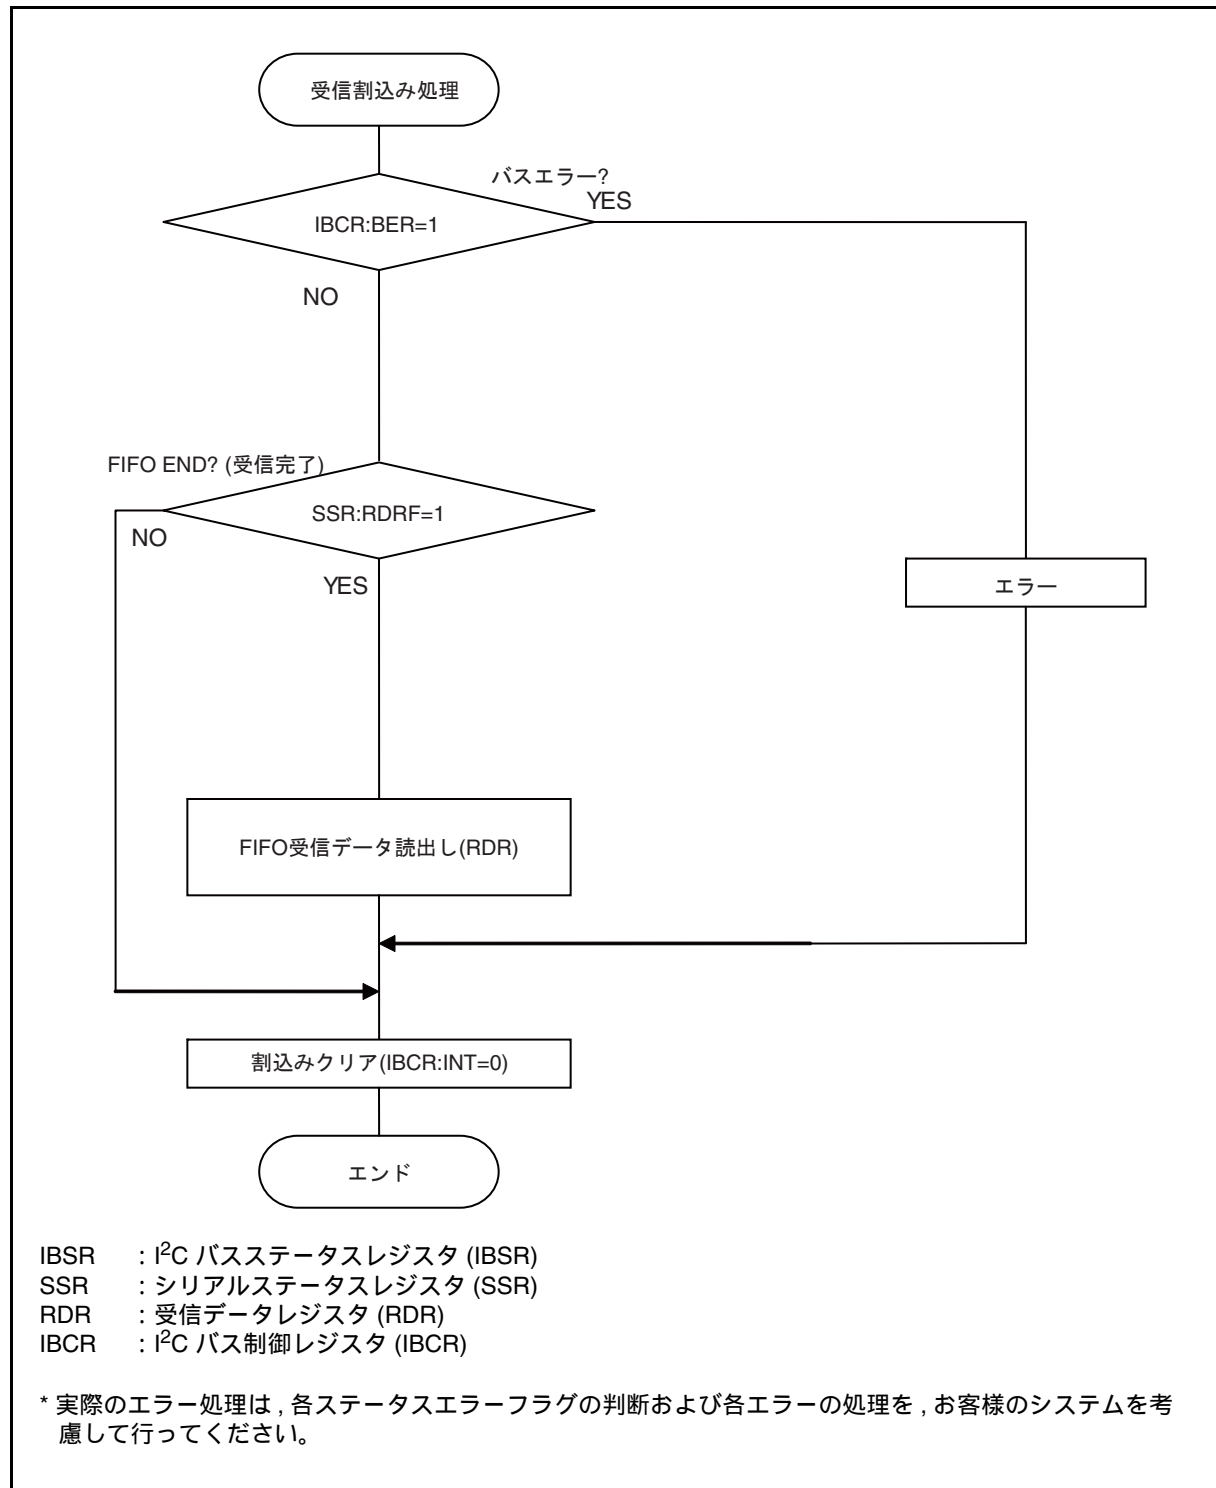 受信割込み処理
バスエラー?
YES
IBCR:BER=1
NO
FIFO END? (受信完了)
SSR:RDRF=1
NO
YES
エラー
FIFO受信データ読出し(RDR)
割込みクリア(IBCR:INT=0)
エンド
IBSR : I²C バスステータスレジスタ (IBSR)
SSR : シリアルステータスレジスタ (SSR)
RDR : 受信データレジスタ (RDR)
IBCR : I²C バス制御レジスタ (IBCR)
* 実際のエラー処理は , 各ステータスエラーフラグの判断および各エラーの処理を , お客様のシステムを考
慮して行ってください。